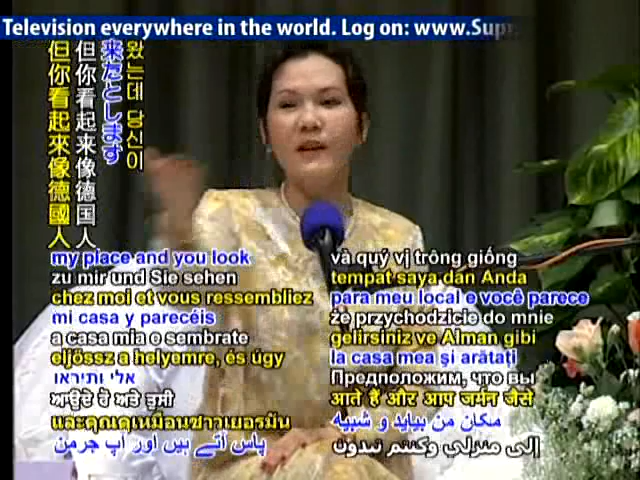 Television everywhere in the world. Log on: www.Sup
왔는데 당신이
来たとします
但你看起来像德国人
但你看起來像德國人
my place and you look
zu mir und Sie sehen
chez moi et vous ressembliez
mi casa y parecéis
a casa mia o sembrate
eljössz a helyemre, és úgy
אלי ותיראו
ਆਉਂਦੇ ਹੋ ਅਤੇ ਤੁਸੀ
และคุณดูเหมือนชาวเยอรมัน
پاس آتے ہیں اور آپ جرمن
và quý vị trông giống
tempat saya dan Anda
para meu local e você parece
że przychodzicie do mnie
gelirsiniz ve Alman gibi
la casa mea şi arătaţi
Предположим, что вы
आते हैं और आप जर्मन जैसे
مکان من بیاید و شبیه
إلى منزلي وكنتم تبدون